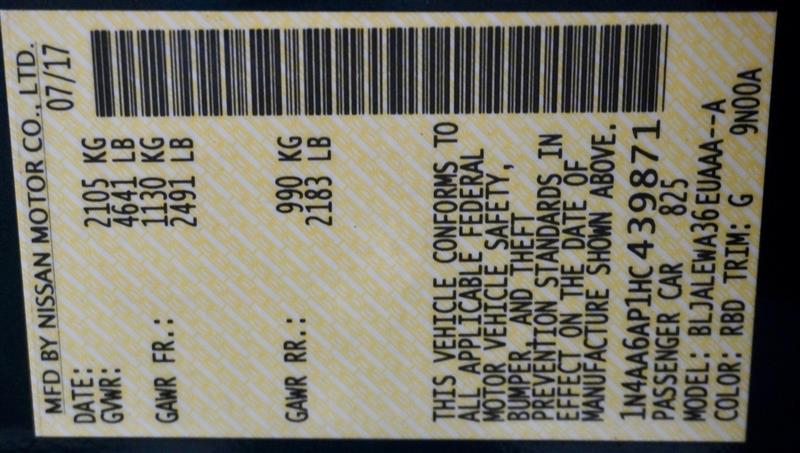 MFD BY NISSAN MOTOR CO., LTD.
DATE: 07/17
GVWR: 2105 KG
4641 LB
GAWR FR.: 1130 KG
2491 LB
GAWR RR.: 990 KG
2183 LB
THIS VEHICLE CONFORMS TO
ALL APPLICABLE FEDERAL
MOTOR VEHICLE SAFETY,
BUMPER, AND THEFT
PREVENTION STANDARDS IN
EFFECT ON THE DATE OF
MANUFACTURE SHOWN ABOVE.
1N4AA6AP1HC439871
PASSENGER CAR 825
MODEL: BLJALEWA36EUAAA--A
COLOR: RBD TRIM: G 9N00A